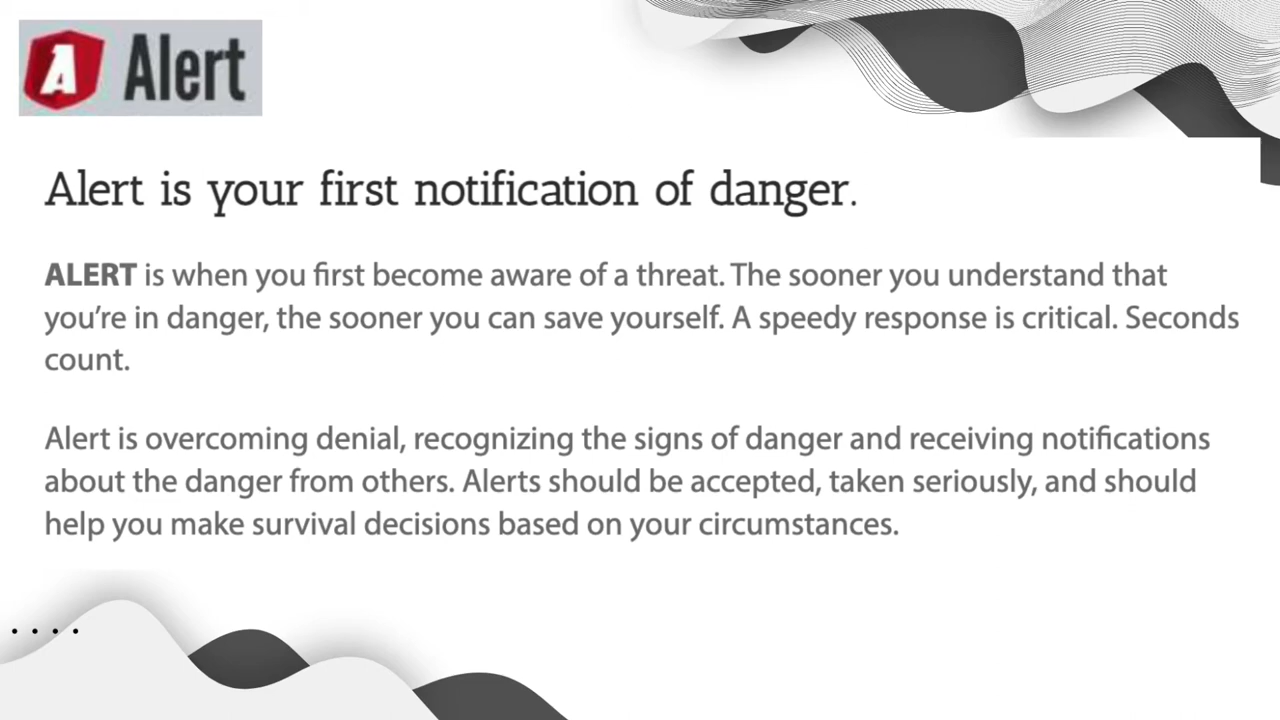 A Alert
Alert is your first notification of danger.
ALERT is when you first become aware of a threat. The sooner you understand that
you’re in danger, the sooner you can save yourself. A speedy response is critical. Seconds
count.
Alert is overcoming denial, recognizing the signs of danger and receiving notifications
about the danger from others. Alerts should be accepted, taken seriously, and should
help you make survival decisions based on your circumstances.